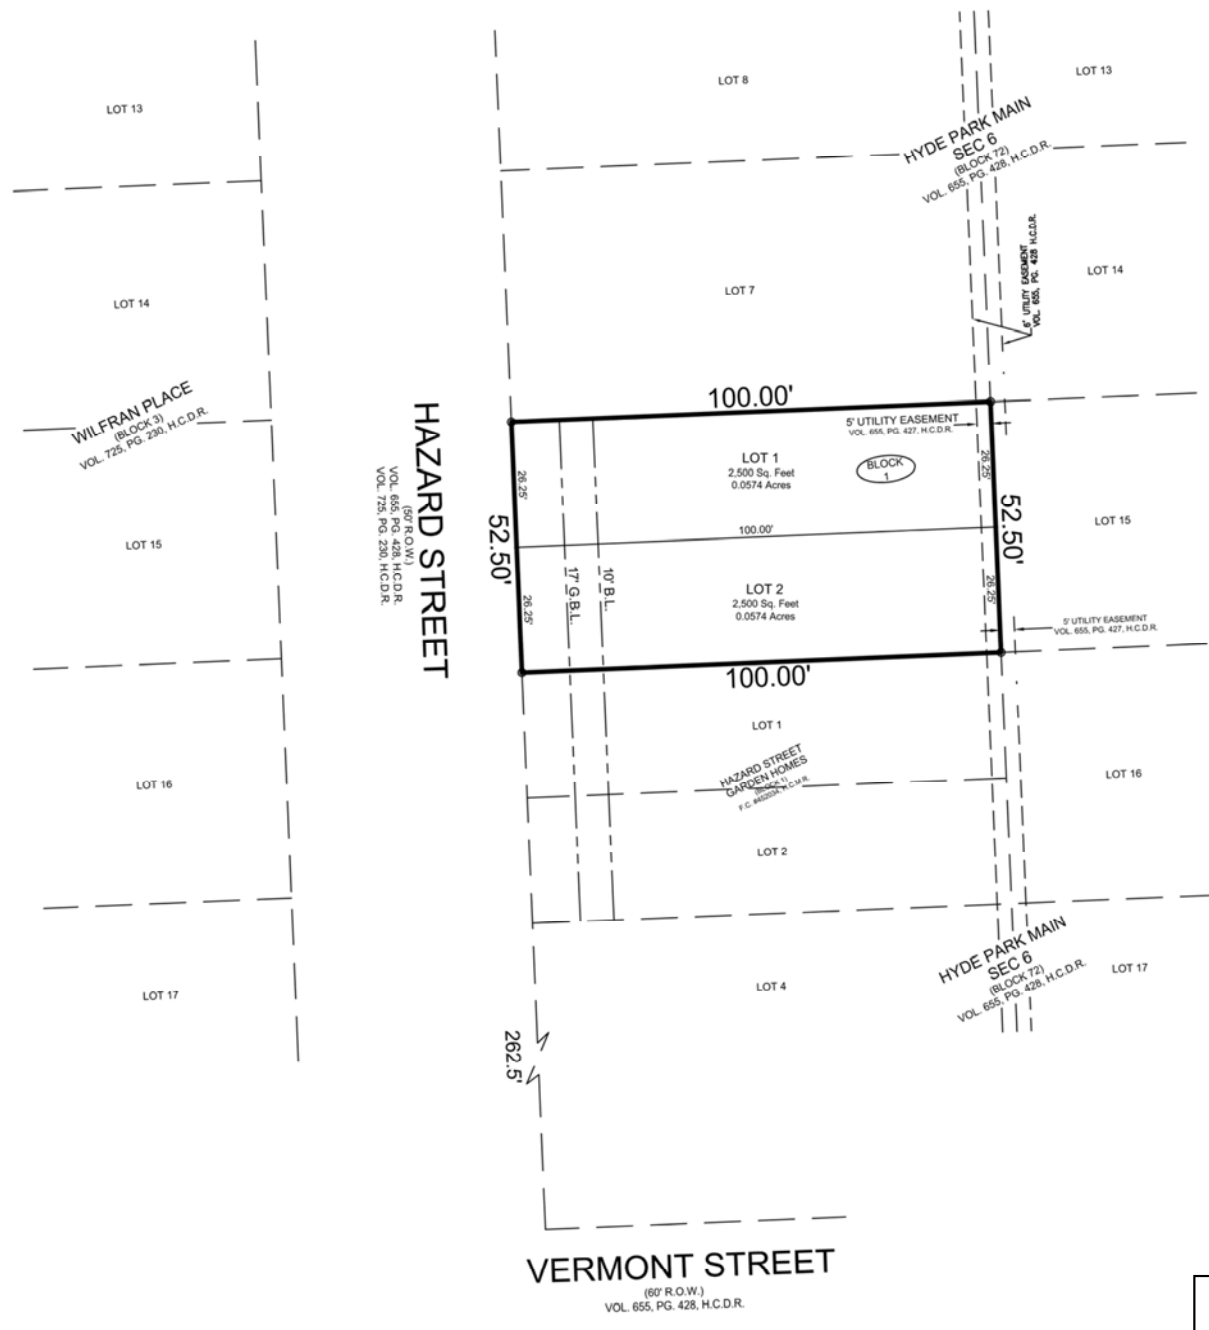 LOT 13
LOT 8
LOT 13
HYDE PARK MAIN
SEC 6
(BLOCK 72)
VOL. 655, PG. 428, H.C.D.R.
6' UTILITY EASEMENT
VOL. 655, PG. 428 H.C.D.R.
LOT 14
LOT 7
LOT 14
WILFRAN PLACE
(BLOCK 3)
VOL. 725, PG. 230, H.C.D.R.
HAZARD STREET
(50' R.O.W.)
VOL. 655, PG. 428, H.C.D.R.
VOL. 725, PG. 230, H.C.D.R.
100.00'
5' UTILITY EASEMENT
VOL. 655, PG. 427, H.C.D.R.
LOT 1
2,500 Sq. Feet
0.0574 Acres
BLOCK
1
26.25'
26.25'
52.50'
52.50'
100.00'
LOT 15
LOT 15
17' G.B.L.
10' B.L.
LOT 2
2,500 Sq. Feet
0.0574 Acres
26.25'
26.25'
5' UTILITY EASEMENT
VOL. 655, PG. 427, H.C.D.R.
100.00'
LOT 1
HAZARD STREET
GARDEN HOMES
(BLOCK 1)
F.C. #452034, H.C.M.R.
LOT 16
LOT 16
LOT 2
HYDE PARK MAIN
SEC 6
(BLOCK 72)
VOL. 655, PG. 428, H.C.D.R.
LOT 17
LOT 4
LOT 17
262.5'
VERMONT STREET
(60' R.O.W.)
VOL. 655, PG. 428, H.C.D.R.